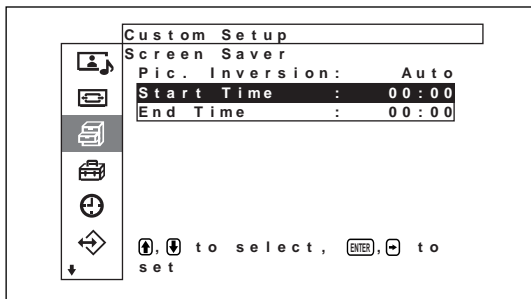 Custom Setup
Screen Saver
Pic. Inversion: Auto
Start Time : 00:00
End Time : 00:00
↑, ↓ to select, ENTER, → to
set